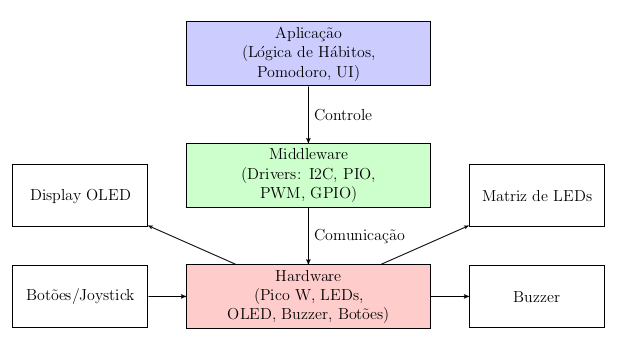 Aplicação
(Lógica de Hábitos,
Pomodoro, UI)
Controle
Middleware
(Drivers: I2C, PIO,
PWM, GPIO)
Display OLED
Matriz de LEDs
Comunicação
Hardware
(Pico W, LEDs,
OLED, Buzzer, Botões)
Botões/Joystick
Buzzer